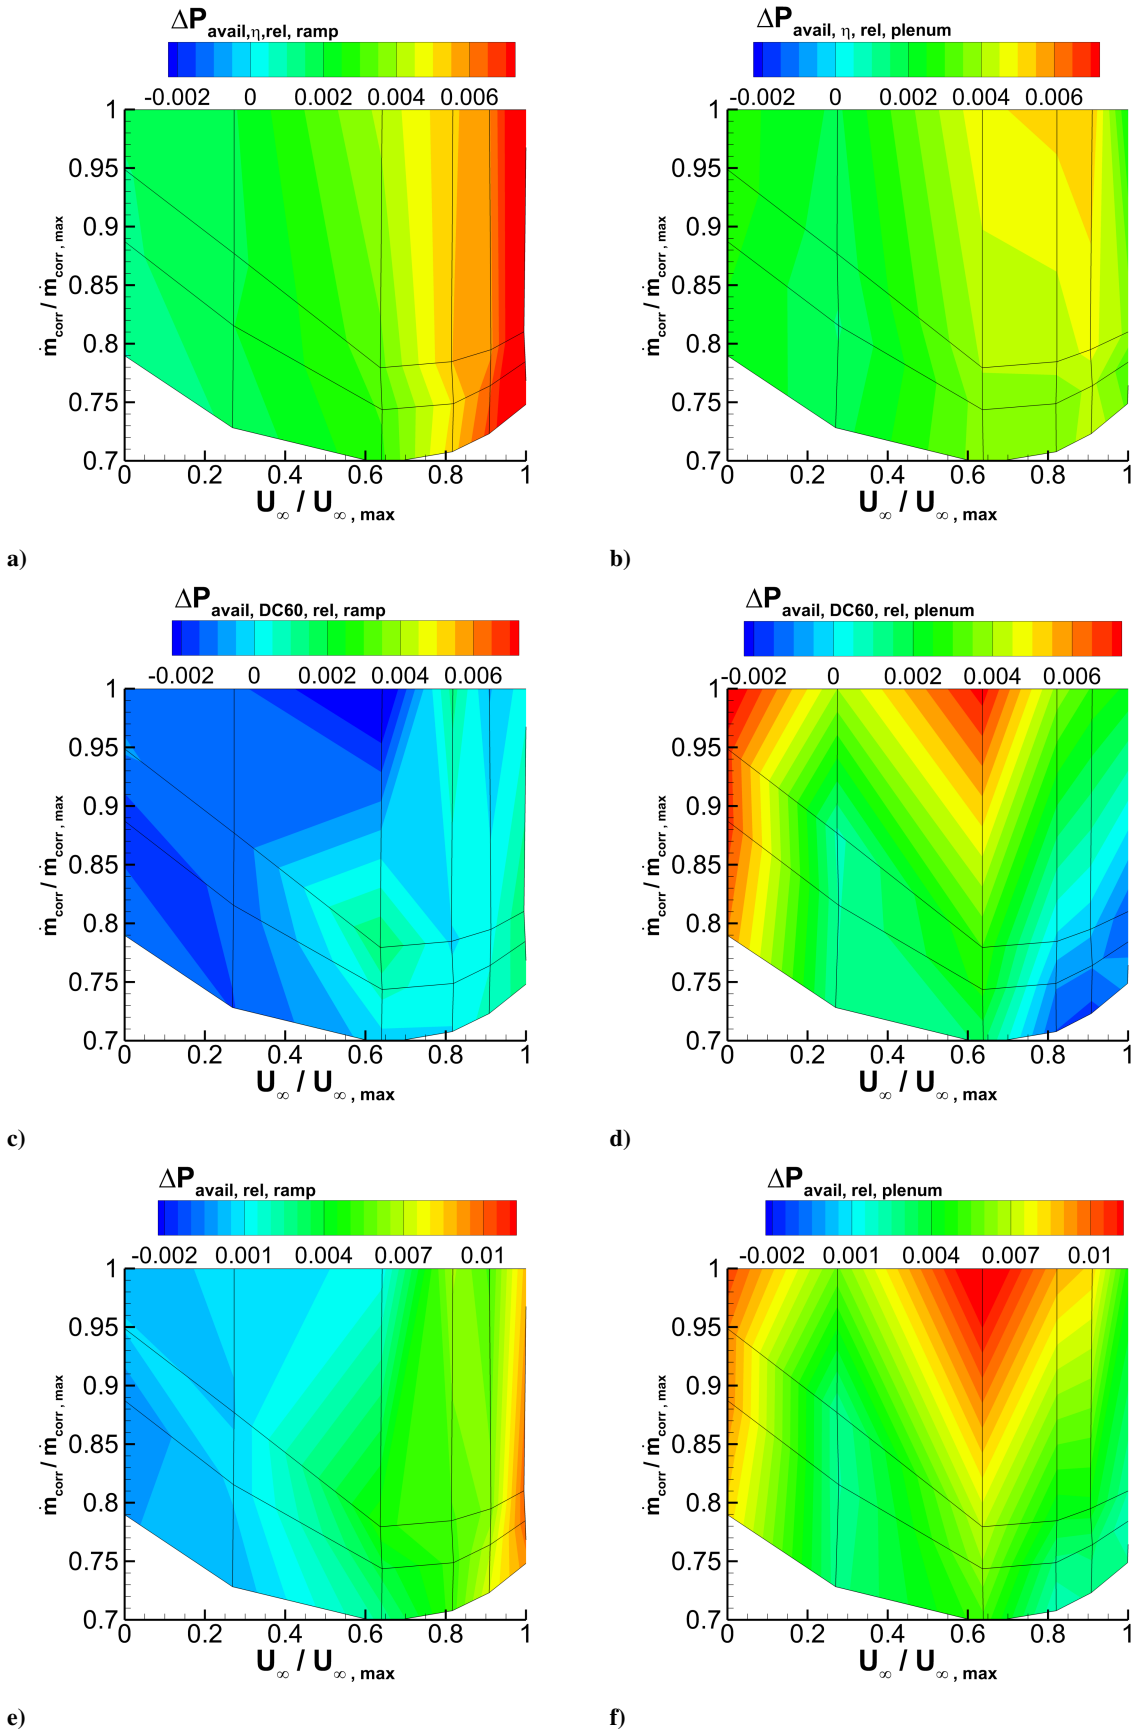 ΔP avail,η,rel, ramp
-0.002 0 0.002 0.004 0.006
1
0.95
0.9
0.85
0.8
0.75
0.7
ṁcorr / ṁcorr, max
0 0.2 0.4 0.6 0.8 1
U∞ / U∞, max
a)
ΔP avail, η, rel, plenum
-0.002 0 0.002 0.004 0.006
1
0.95
0.9
0.85
0.8
0.75
0.7
ṁcorr / ṁcorr, max
0 0.2 0.4 0.6 0.8 1
U∞ / U∞, max
b)
ΔP avail, DC60, rel, ramp
-0.002 0 0.002 0.004 0.006
1
0.95
0.9
0.85
0.8
0.75
0.7
ṁcorr / ṁcorr, max
0 0.2 0.4 0.6 0.8 1
U∞ / U∞, max
c)
ΔP avail, DC60, rel, plenum
-0.002 0 0.002 0.004 0.006
1
0.95
0.9
0.85
0.8
0.75
0.7
ṁcorr / ṁcorr, max
0 0.2 0.4 0.6 0.8 1
U∞ / U∞, max
d)
ΔP avail, rel, ramp
-0.002 0.001 0.004 0.007 0.01
1
0.95
0.9
0.85
0.8
0.75
0.7
ṁcorr / ṁcorr, max
0 0.2 0.4 0.6 0.8 1
U∞ / U∞, max
e)
ΔP avail, rel, plenum
-0.002 0.001 0.004 0.007 0.01
1
0.95
0.9
0.85
0.8
0.75
0.7
ṁcorr / ṁcorr, max
0 0.2 0.4 0.6 0.8 1
U∞ / U∞, max
f)